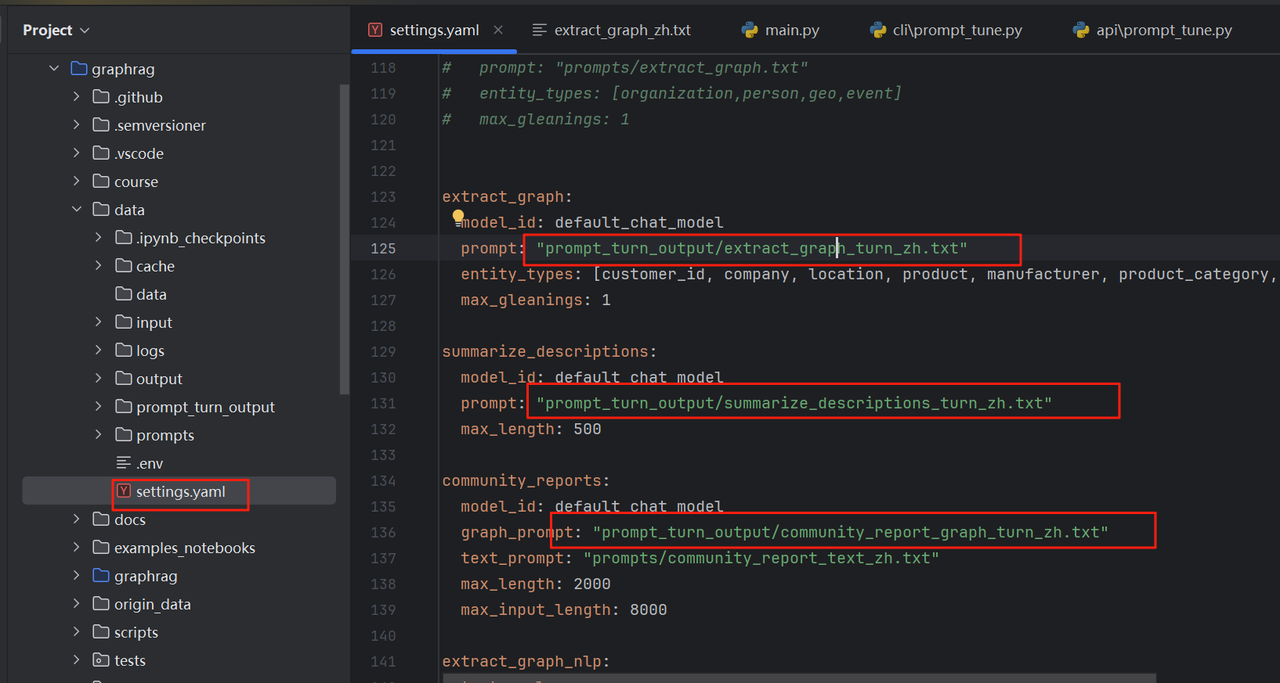 Project
settings.yaml
extract_graph_zh.txt
main.py
cli\prompt_tune.py
api\prompt_tune.py
graphrag
.github
.semversioner
.vscode
course
data
.ipynb_checkpoints
cache
data
input
logs
output
prompt_turn_output
prompts
.env
settings.yaml
docs
examples_notebooks
graphrag
origin_data
scripts
tests
118 #   prompt: "prompts/extract_graph.txt"
119 #   entity_types: [organization,person,geo,event]
120 #   max_gleanings: 1
121
122
123 extract_graph:
124   model_id: default_chat_model
125   prompt: "prompt_turn_output/extract_graph_turn_zh.txt"
126   entity_types: [customer_id, company, location, product, manufacturer, product_category,
127   max_gleanings: 1
128
129 summarize_descriptions:
130   model_id: default_chat_model
131   prompt: "prompt_turn_output/summarize_descriptions_turn_zh.txt"
132   max_length: 500
133
134 community_reports:
135   model_id: default_chat_model
136   graph_prompt: "prompt_turn_output/community_report_graph_turn_zh.txt"
137   text_prompt: "prompts/community_report_text_zh.txt"
138   max_length: 2000
139   max_input_length: 8000
140
141 extract_graph_nlp: